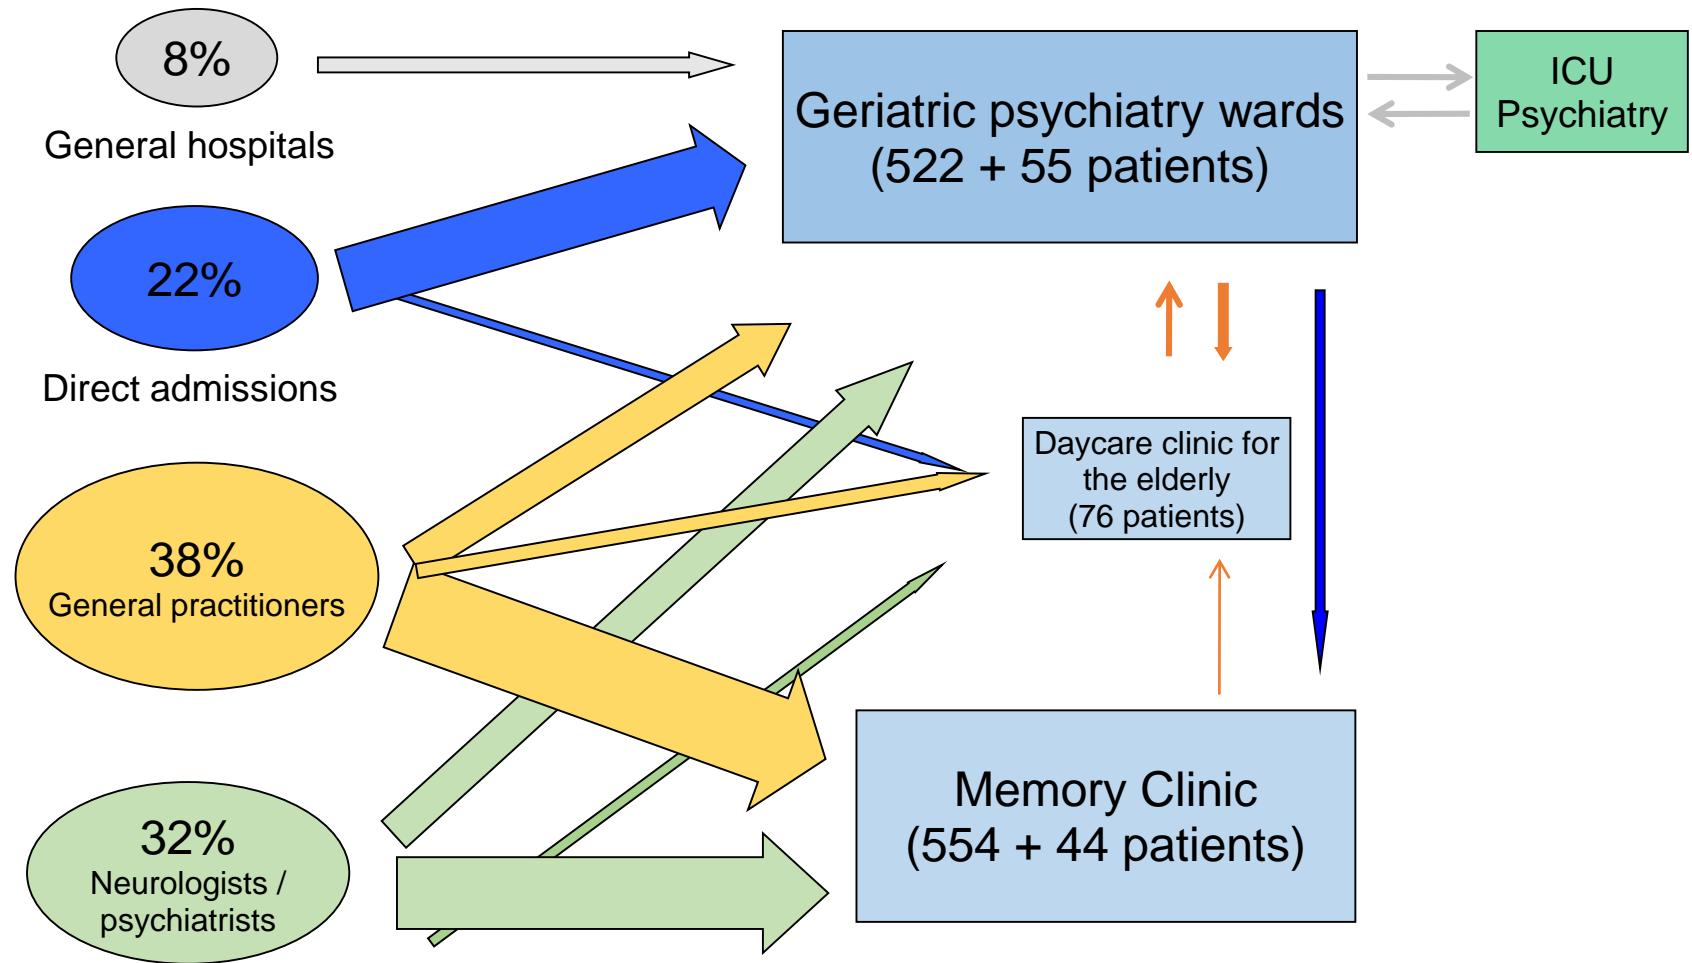 8%
General hospitals
22%
Direct admissions
38%
General practitioners
32%
Neurologists /
psychiatrists
Geriatric psychiatry wards
(522 + 55 patients)
ICU
Psychiatry
Daycare clinic for
the elderly
(76 patients)
Memory Clinic
(554 + 44 patients)